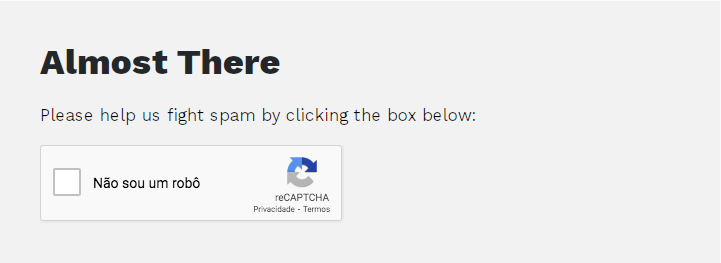 Almost There
Please help us fight spam by clicking the box below:
Não sou um robô
reCAPTCHA
Privacidade - Termos